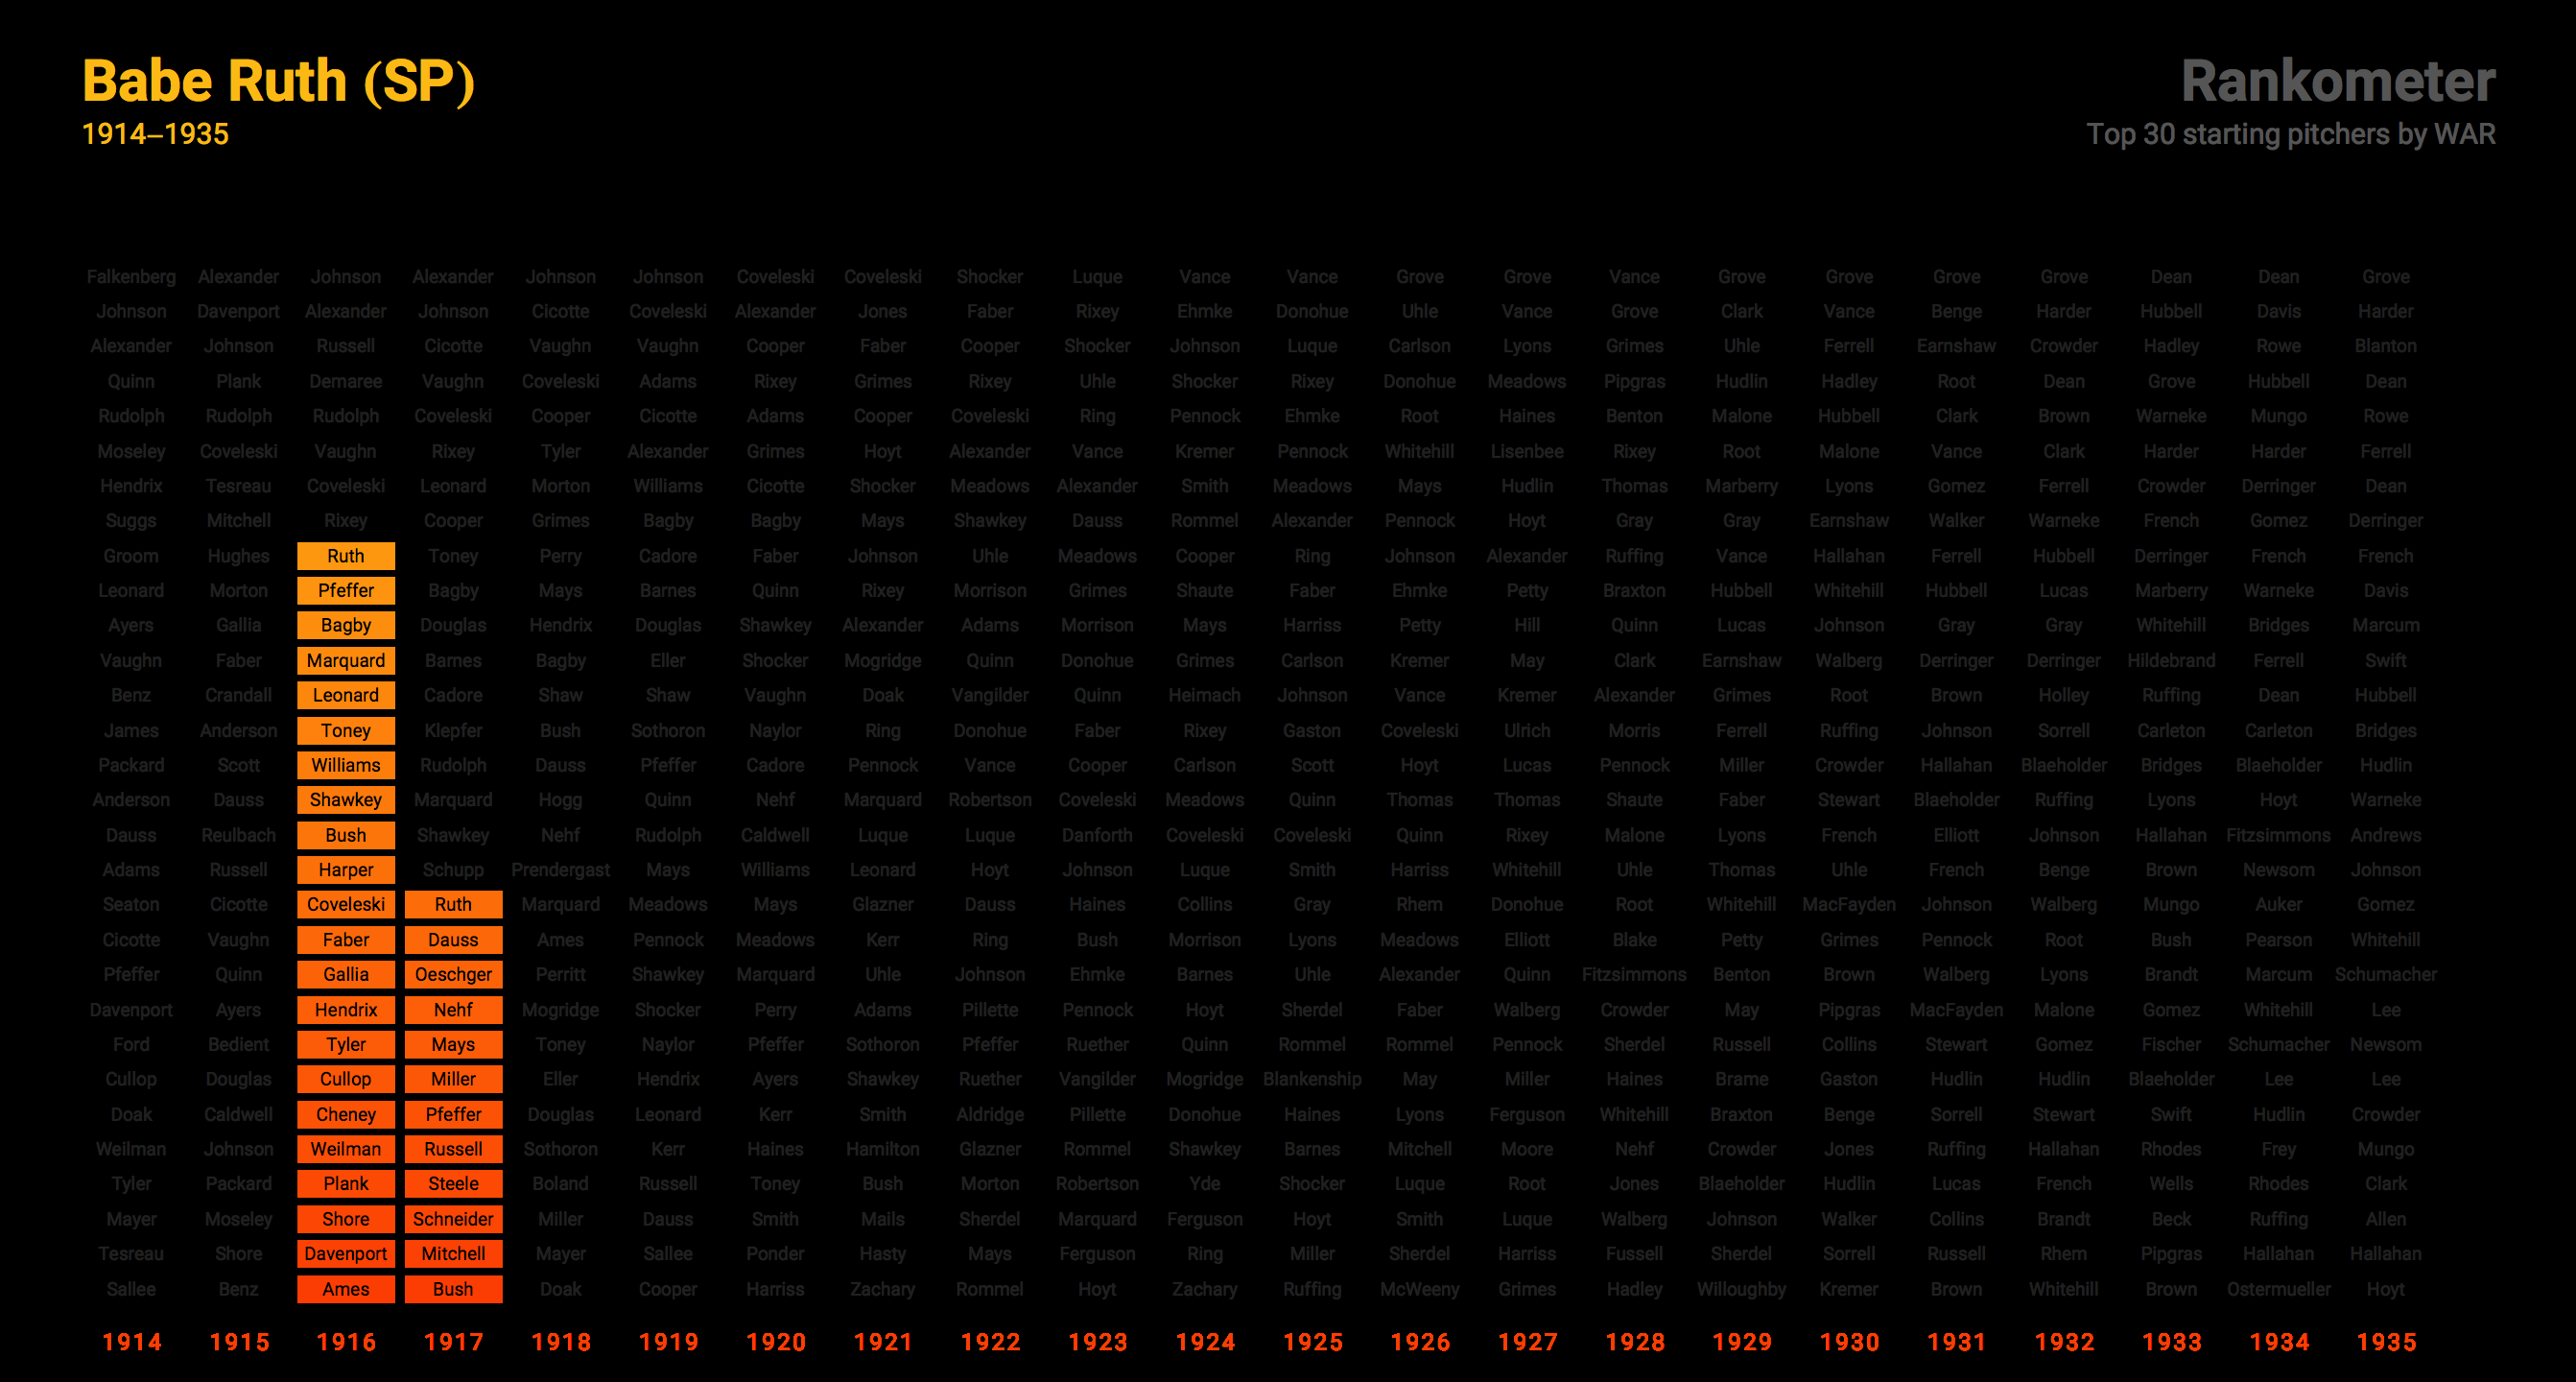 Babe Ruth (SP)
Rankometer
1914–1935
Top 30 starting pitchers by WAR
Falkenberg Alexander Johnson Alexander Johnson Johnson Coveleski Coveleski Shocker Luque Vance Vance Grove Grove Vance Grove Grove Grove Grove Dean Dean Grove
Johnson Davenport Alexander Johnson Cicotte Coveleski Alexander Jones Faber Rixey Ehmke Donohue Uhle Vance Grove Clark Vance Benge Harder Hubbell Davis Harder
Alexander Johnson Russell Cicotte Vaughn Vaughn Cooper Faber Cooper Shocker Johnson Luque Carlson Lyons Grimes Uhle Ferrell Earnshaw Crowder Hadley Rowe Blanton
Quinn Plank Demaree Vaughn Coveleski Adams Rixey Grimes Rixey Uhle Shocker Rixey Donohue Meadows Pipgras Hudlin Hadley Root Dean Grove Hubbell Dean
Rudolph Rudolph Rudolph Coveleski Cooper Cicotte Adams Cooper Coveleski Ring Pennock Ehmke Root Haines Benton Malone Hubbell Clark Brown Warneke Mungo Rowe
Moseley Coveleski Vaughn Rixey Tyler Alexander Grimes Hoyt Alexander Vance Kremer Pennock Whitehill Lisenbee Rixey Root Malone Vance Clark Harder Harder Ferrell
Hendrix Tesreau Coveleski Leonard Morton Williams Cicotte Shocker Meadows Alexander Smith Meadows Mays Hudlin Thomas Marberry Lyons Gomez Ferrell Crowder Derringer Dean
Suggs Mitchell Rixey Cooper Grimes Bagby Bagby Mays Shawkey Dauss Rommel Alexander Pennock Hoyt Gray Gray Earnshaw Walker Warneke French Gomez Derringer
Groom Hughes Ruth Toney Perry Cadore Faber Johnson Uhle Meadows Cooper Ring Johnson Alexander Ruffing Vance Hallahan Ferrell Hubbell Derringer French French
Leonard Morton Pfeffer Bagby Mays Barnes Quinn Rixey Morrison Grimes Shaute Faber Ehmke Petty Braxton Hubbell Whitehill Hubbell Lucas Marberry Warneke Davis
Ayers Gallia Bagby Douglas Hendrix Douglas Shawkey Alexander Adams Morrison Mays Harriss Petty Hill Quinn Lucas Johnson Gray Gray Whitehill Bridges Marcum
Vaughn Faber Marquard Barnes Bagby Eller Shocker Mogridge Quinn Donohue Grimes Carlson Kremer May Clark Earnshaw Walberg Derringer Derringer Hildebrand Ferrell Swift
Benz Crandall Leonard Cadore Shaw Shaw Vaughn Doak Vangilder Quinn Heimach Johnson Vance Kremer Alexander Grimes Root Brown Holley Ruffing Dean Hubbell
James Anderson Toney Klepfer Bush Sothoron Naylor Ring Donohue Faber Rixey Gaston Coveleski Ulrich Morris Ferrell Ruffing Johnson Sorrell Carleton Carleton Bridges
Packard Scott Williams Rudolph Dauss Pfeffer Cadore Pennock Vance Cooper Carlson Scott Hoyt Lucas Pennock Miller Crowder Hallahan Blaeholder Bridges Blaeholder Hudlin
Anderson Dauss Shawkey Marquard Hogg Quinn Nehf Marquard Robertson Coveleski Meadows Quinn Thomas Thomas Shaute Faber Stewart Blaeholder Ruffing Lyons Hoyt Warneke
Dauss Reulbach Bush Shawkey Nehf Rudolph Caldwell Luque Luque Danforth Coveleski Coveleski Quinn Rixey Malone Lyons French Elliott Johnson Hallahan Fitzsimmons Andrews
Adams Russell Harper Schupp Prendergast Mays Williams Leonard Hoyt Johnson Luque Smith Harriss Whitehill Uhle Thomas Uhle French Benge Brown Newsom Johnson
Seaton Cicotte Coveleski Ruth Marquard Meadows Mays Glazner Dauss Haines Collins Gray Rhem Donohue Root Whitehill MacFayden Johnson Walberg Mungo Auker Gomez
Cicotte Vaughn Faber Dauss Ames Pennock Meadows Kerr Ring Bush Morrison Lyons Meadows Elliott Blake Petty Grimes Pennock Root Bush Pearson Whitehill
Pfeffer Quinn Gallia Oeschger Perritt Shawkey Marquard Uhle Johnson Ehmke Barnes Uhle Alexander Quinn Fitzsimmons Benton Brown Walberg Lyons Brandt Marcum Schumacher
Davenport Ayers Hendrix Nehf Mogridge Shocker Perry Adams Pillette Pennock Hoyt Sherdel Faber Walberg Crowder May Pipgras MacFayden Malone Gomez Whitehill Lee
Ford Bedient Tyler Mays Toney Naylor Pfeffer Sothoron Pfeffer Ruether Quinn Rommel Rommel Pennock Sherdel Russell Collins Stewart Gomez Fischer Schumacher Newsom
Cullop Douglas Cullop Miller Eller Hendrix Ayers Shawkey Ruether Vangilder Mogridge Blankenship May Miller Haines Brame Gaston Hudlin Hudlin Blaeholder Lee Lee
Doak Caldwell Cheney Pfeffer Douglas Leonard Kerr Smith Aldridge Pillette Donohue Haines Lyons Ferguson Whitehill Braxton Benge Sorrell Stewart Swift Hudlin Crowder
Weilman Johnson Weilman Russell Sothoron Kerr Haines Hamilton Glazner Rommel Shawkey Barnes Mitchell Moore Nehf Crowder Jones Ruffing Hallahan Rhodes Frey Mungo
Tyler Packard Plank Steele Boland Russell Toney Bush Morton Robertson Yde Shocker Luque Root Jones Blaeholder Hudlin Lucas French Wells Rhodes Clark
Mayer Moseley Shore Schneider Miller Dauss Smith Mails Sherdel Marquard Ferguson Hoyt Smith Luque Walberg Johnson Walker Collins Brandt Beck Ruffing Allen
Tesreau Shore Davenport Mitchell Mayer Sallee Ponder Hasty Mays Ferguson Ring Miller Sherdel Harriss Fussell Sherdel Sorrell Russell Rhem Pipgras Hallahan Hallahan
Sallee Benz Ames Bush Doak Cooper Harriss Zachary Rommel Hoyt Zachary Ruffing McWeeny Grimes Hadley Willoughby Kremer Brown Whitehill Brown Ostermueller Hoyt
1914 1915 1916 1917 1918 1919 1920 1921 1922 1923 1924 1925 1926 1927 1928 1929 1930 1931 1932 1933 1934 1935